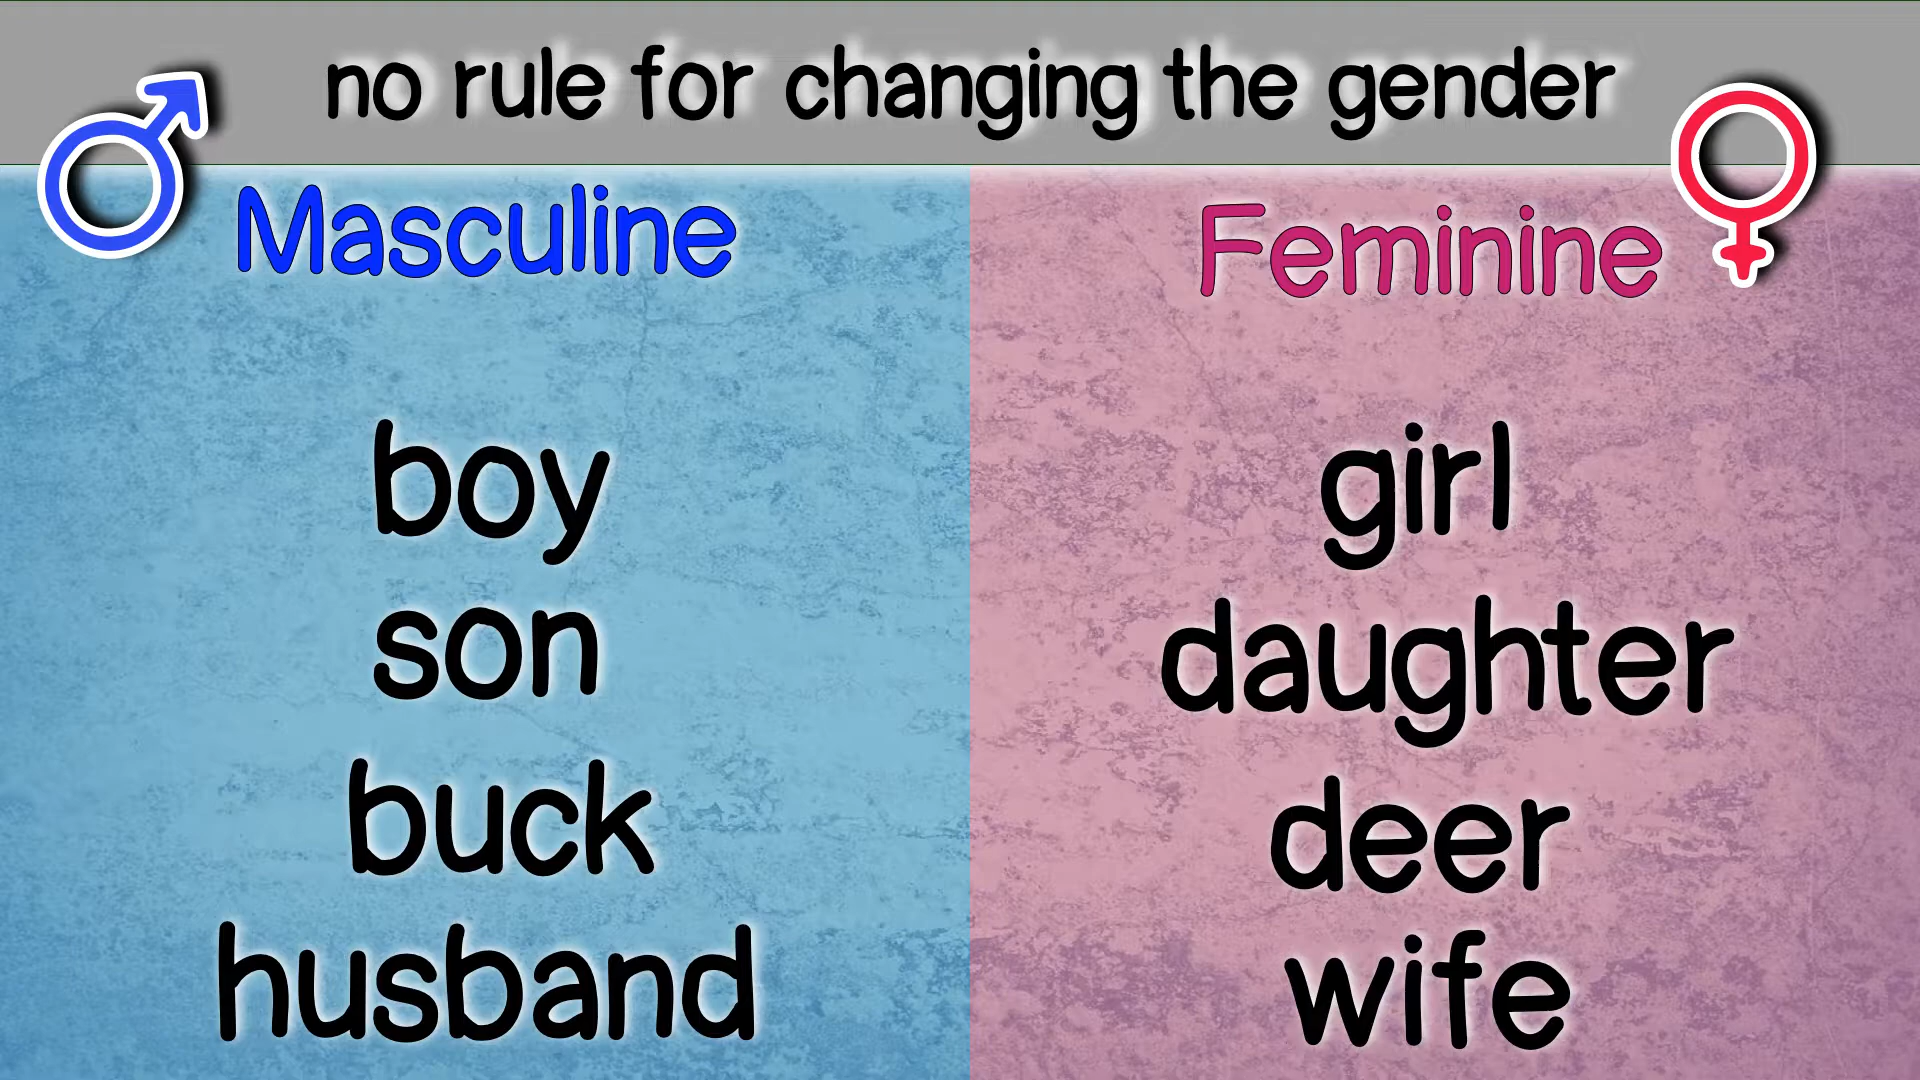 no rule for changing the gender
Masculine
Feminine
boy
girl
son
daughter
buck
deer
husband
wife